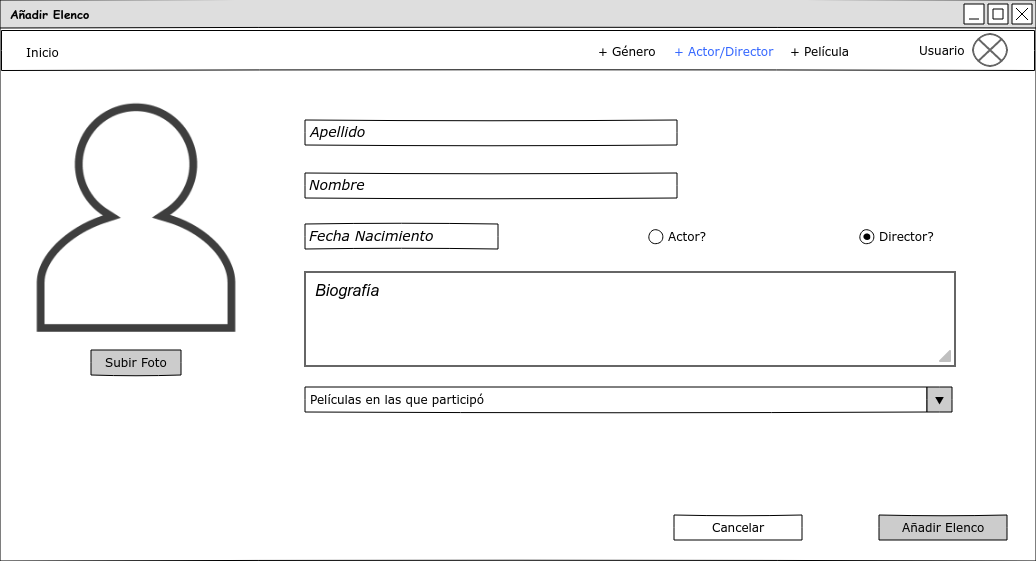 Añadir Elenco
Inicio
+ Género
+ Actor/Director
+ Película
Usuario
Apellido
Nombre
Fecha Nacimiento
Actor?
Director?
Biografía
Subir Foto
Películas en las que participó
Cancelar
Añadir Elenco